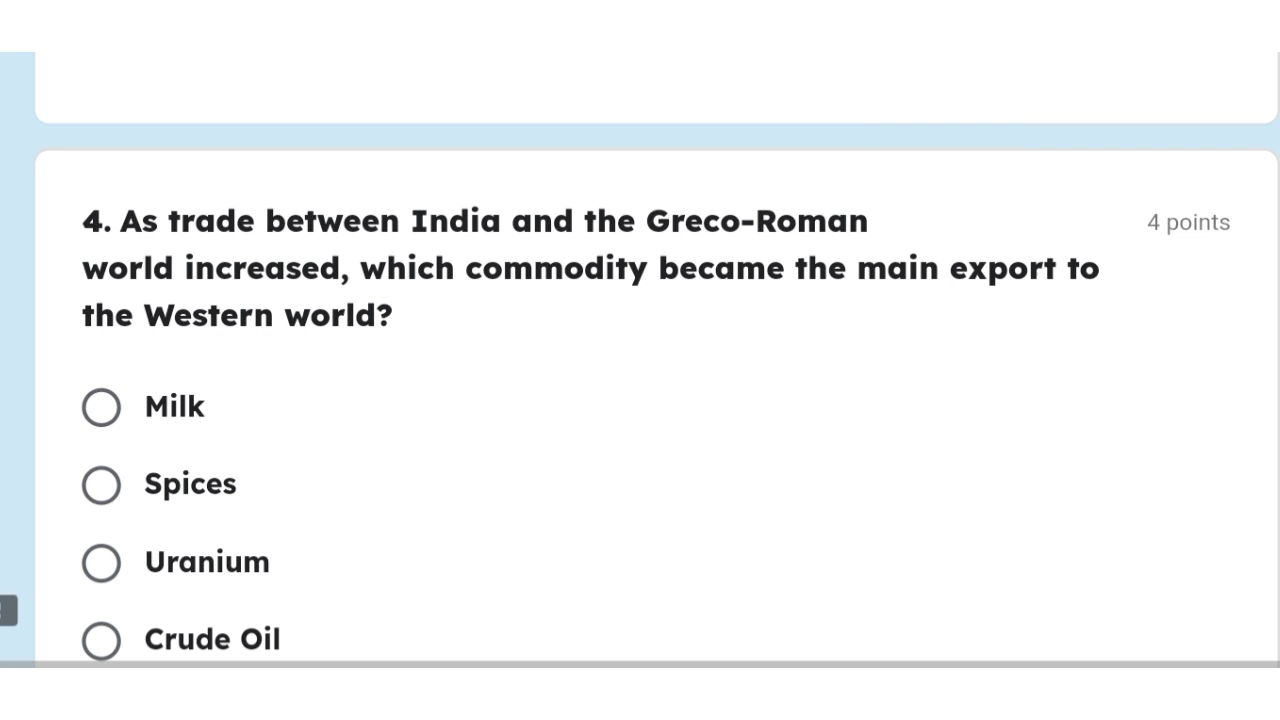 4. As trade between India and the Greco-Roman
4 points
world increased, which commodity became the main export to
the Western world?
Milk
Spices
Uranium
Crude Oil